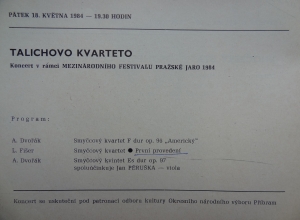 PÁTEK 18. KVĚTNA 1984 — 19.30 HODIN
TALICHOVO KVARTETO
Koncert v rámci MEZINÁRODNÍHO FESTIVALU PRAŽSKÉ JARO 1984
Program:
A. Dvořák Smyčcový kvartet F dur op. 96 „Americký"
L. Fišer Smyčcový kvartet ● První provedení
A. Dvořák Smyčcový kvintet Es dur op. 97
spoluúčinkuje Jan PĚRUŠKA — viola
Koncert se uskuteční pod patronací odboru kultury Okresního národního výboru Příbram